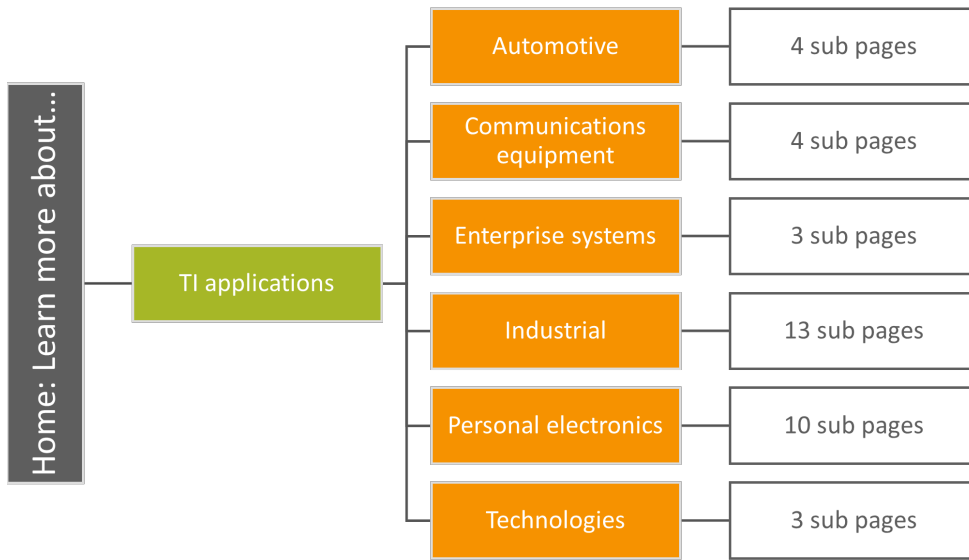 Home: Learn more about...
TI applications
Automotive
4 sub pages
Communications
equipment
4 sub pages
Enterprise systems
3 sub pages
Industrial
13 sub pages
Personal electronics
10 sub pages
Technologies
3 sub pages